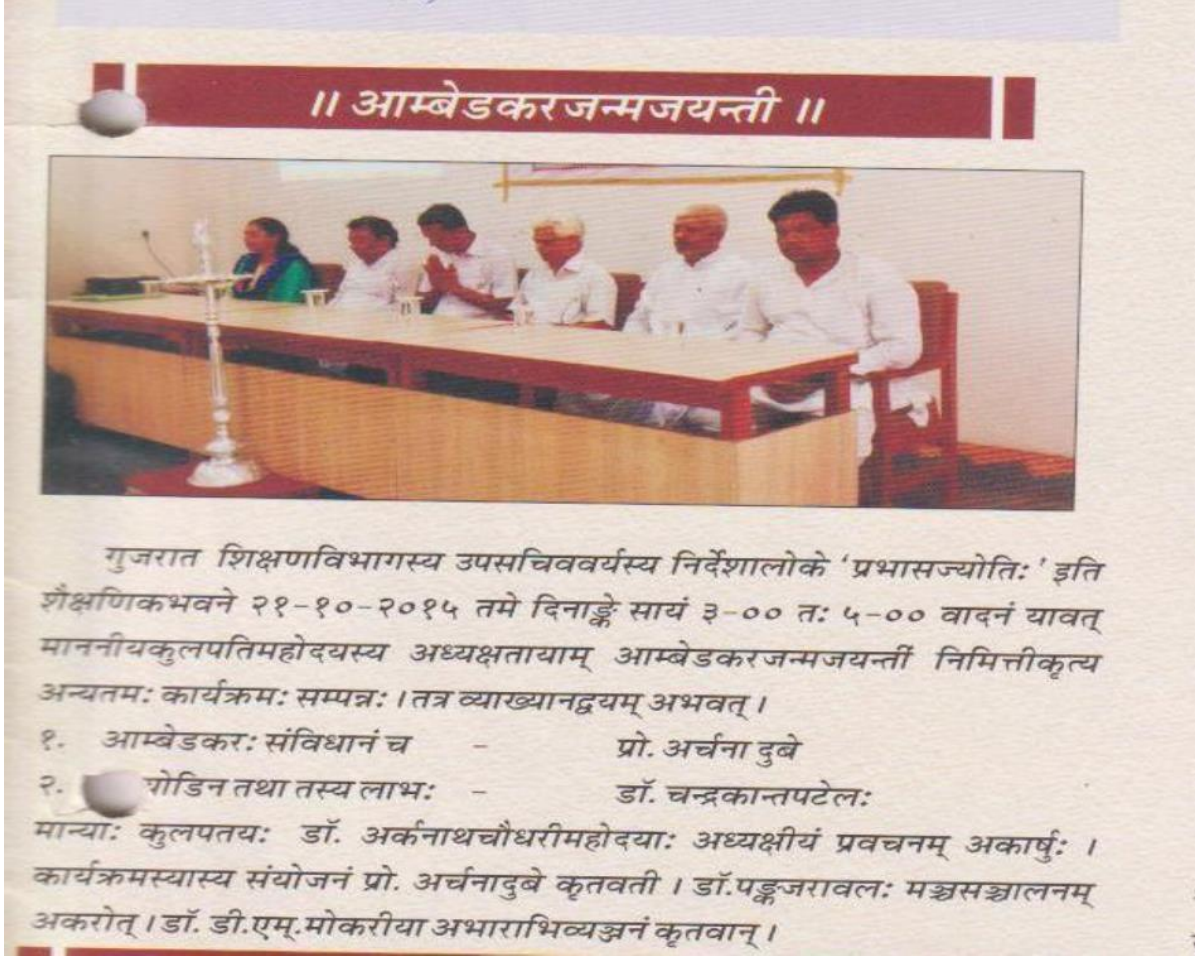 ॥ आम्बेडकरजन्मजयन्ती ॥
गुजरात शिक्षणविभागस्य उपसचिववर्यस्य निर्देशालोके 'प्रभासज्योतिः' इति
शैक्षणिकभवने २१-१०-२०१५ तमे दिनाङ्के सायं ३-०० तः ५-०० वादनं यावत्
माननीयकुलपतिमहोदयस्य अध्यक्षतायाम् आम्बेडकरजन्मजयन्तीं निमित्तीकृत्य
अन्यतमः कार्यक्रमः सम्पन्नः । तत्र व्याख्यानद्वयम् अभवत् ।
१. आम्बेडकरः संविधानं च - प्रो. अर्चना दुबे
२. तथा तस्य लाभः - डॉ. चन्द्रकान्तपटेलः
मान्याः कुलपतयः डॉ. अर्कनाथचौधरीमहोदयाः अध्यक्षीयं प्रवचनम् अकार्षुः ।
कार्यक्रमस्यास्य संयोजनं प्रो. अर्चनादुबे कृतवती । डॉ.पङ्कजरावलः मञ्चसञ्चालनम्
अकरोत् । डॉ. डी.एम्.मोकरीया अभाराभिव्यञ्जनं कृतवान् ।